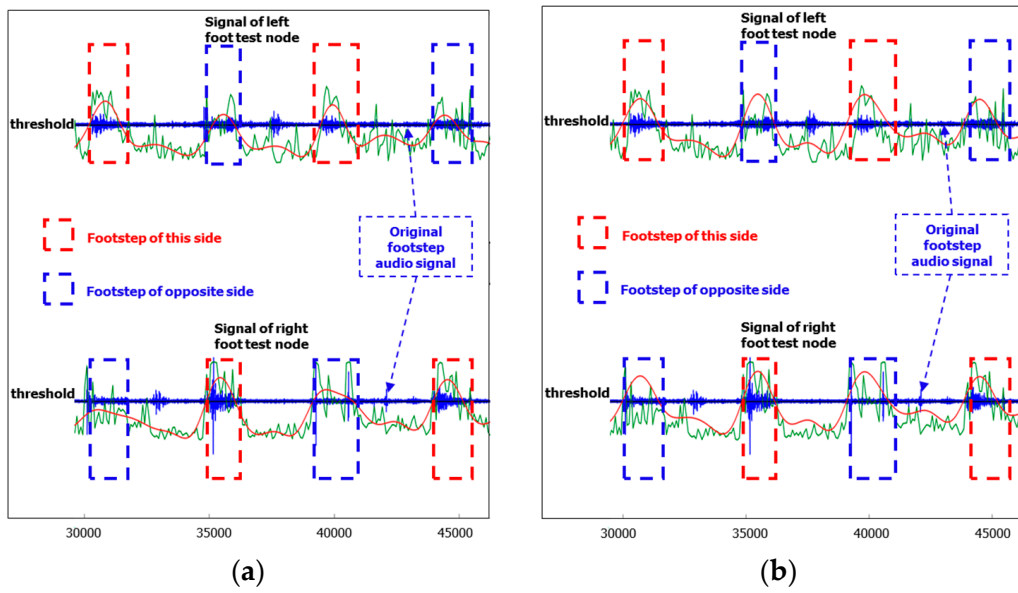 Signal of left
foot test node
threshold
Footstep of this side
Footstep of opposite side
Original
footstep
audio signal
Signal of right
foot test node
threshold
30000 35000 40000 45000
(a)
Signal of left
foot test node
threshold
Footstep of this side
Footstep of opposite side
Original
footstep
audio signal
Signal of right
foot test node
threshold
30000 35000 40000 45000
(b)